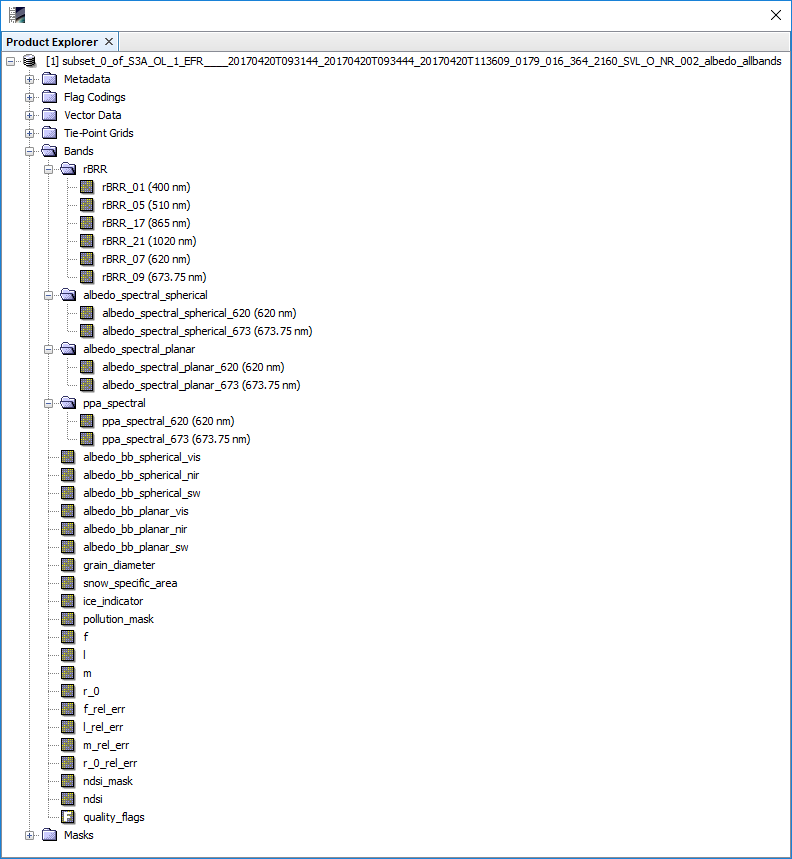 Product Explorer
[1] subset_0_of_S3A_OL_1_EFR____20170420T093144_20170420T093444_20170420T113609_0179_016_364_2160_SVL_O_NR_002_albedo_allbands
Metadata
Flag Codings
Vector Data
Tie-Point Grids
Bands
rBRR
rBRR_01 (400 nm)
rBRR_05 (510 nm)
rBRR_17 (865 nm)
rBRR_21 (1020 nm)
rBRR_07 (620 nm)
rBRR_09 (673.75 nm)
albedo_spectral_spherical
albedo_spectral_spherical_620 (620 nm)
albedo_spectral_spherical_673 (673.75 nm)
albedo_spectral_planar
albedo_spectral_planar_620 (620 nm)
albedo_spectral_planar_673 (673.75 nm)
ppa_spectral
ppa_spectral_620 (620 nm)
ppa_spectral_673 (673.75 nm)
albedo_bb_spherical_vis
albedo_bb_spherical_nir
albedo_bb_spherical_sw
albedo_bb_planar_vis
albedo_bb_planar_nir
albedo_bb_planar_sw
grain_diameter
snow_specific_area
ice_indicator
pollution_mask
f
l
m
r_0
f_rel_err
l_rel_err
m_rel_err
r_0_rel_err
ndsi_mask
ndsi
quality_flags
Masks